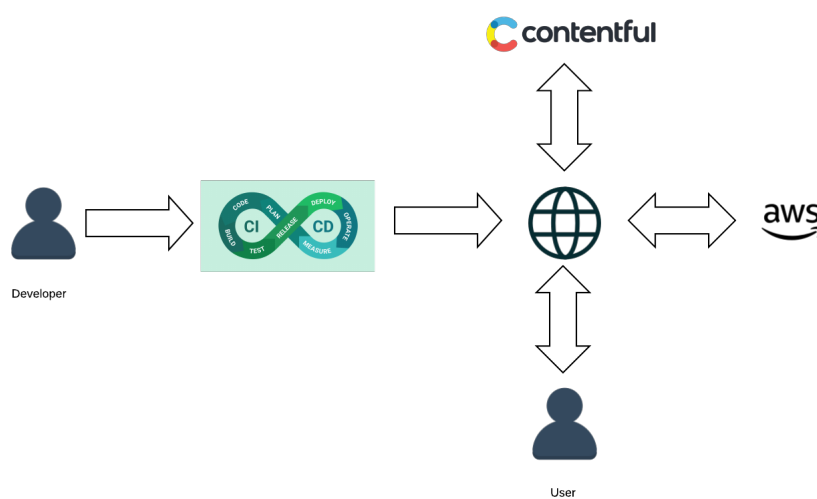 contentful
CODE
PLAN
DEPLOY
OPERATE
CI
CD
BUILD
TEST
RELEASE
MEASURE
aws
Developer
User